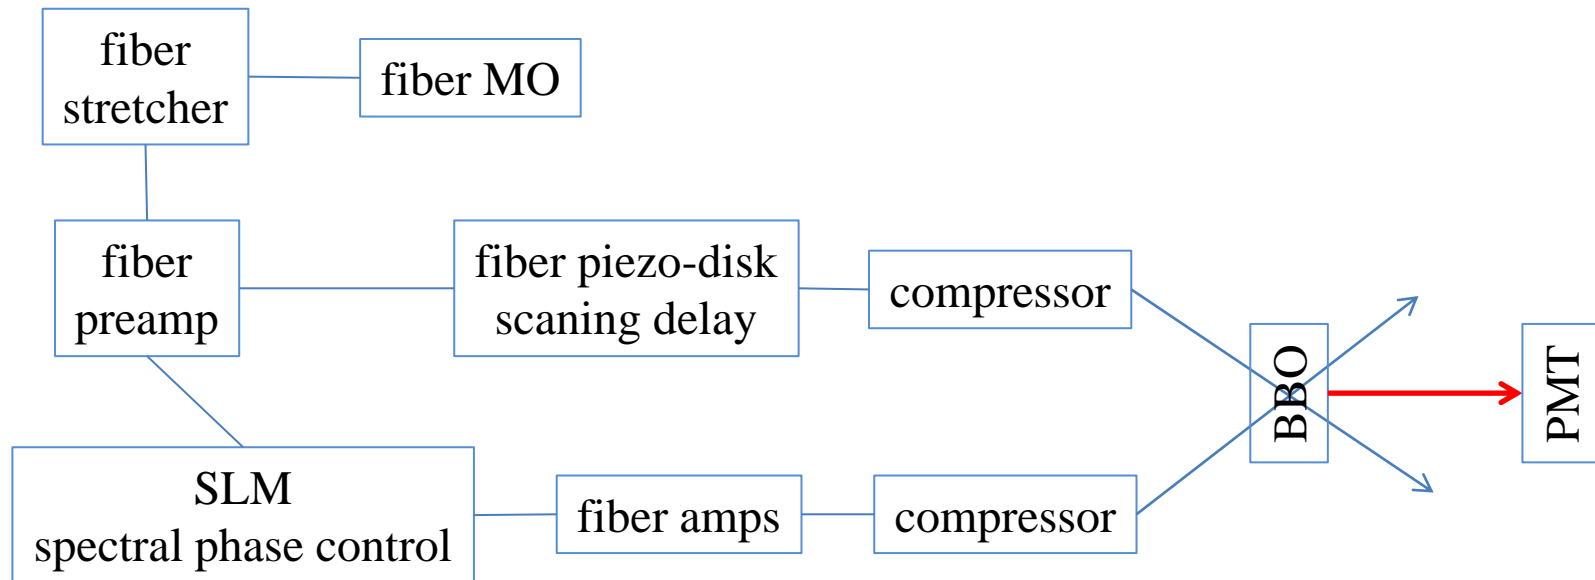 fiber
stretcher
fiber MO
fiber
preamp
fiber piezo-disk
scaning delay
compressor
BBO
PMT
SLM
spectral phase control
fiber amps
compressor